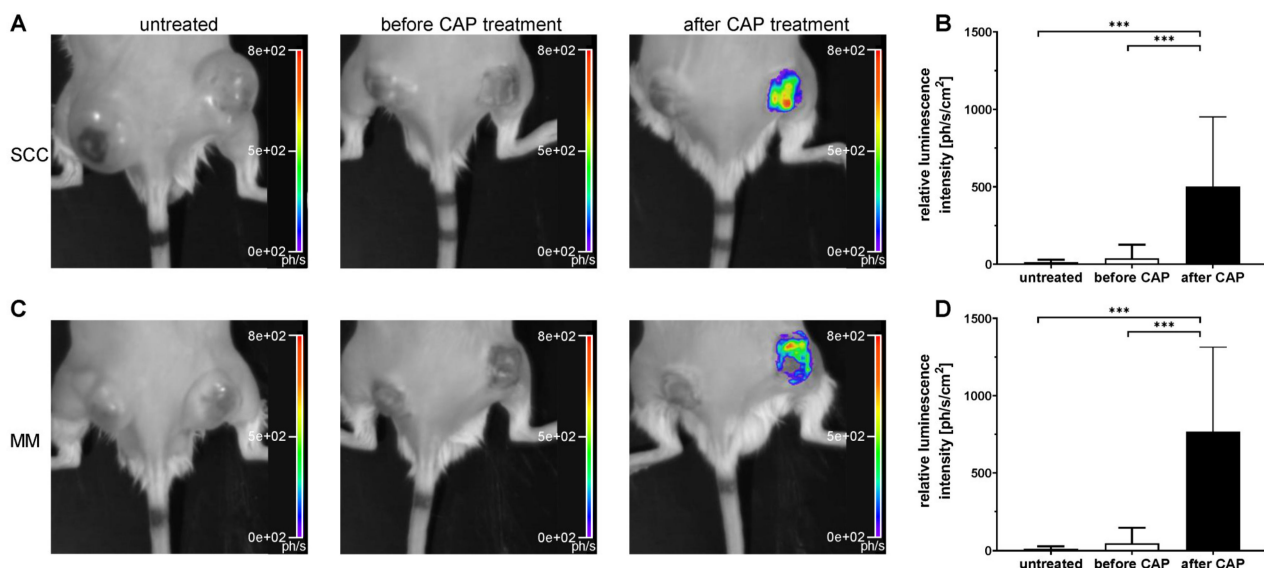 A
untreated
before CAP treatment
after CAP treatment
SCC
8e+02
5e+02
0e+02
ph/s
8e+02
5e+02
0e+02
ph/s
8e+02
5e+02
0e+02
ph/s
B
relative luminescence
intensity [ph/s/cm²]
1500
1000
500
0
***
***
untreated
before CAP
after CAP
C
MM
8e+02
5e+02
0e+02
ph/s
8e+02
5e+02
0e+02
ph/s
8e+02
5e+02
0e+02
ph/s
D
relative luminescence
intensity [ph/s/cm²]
1500
1000
500
0
***
***
untreated
before CAP
after CAP